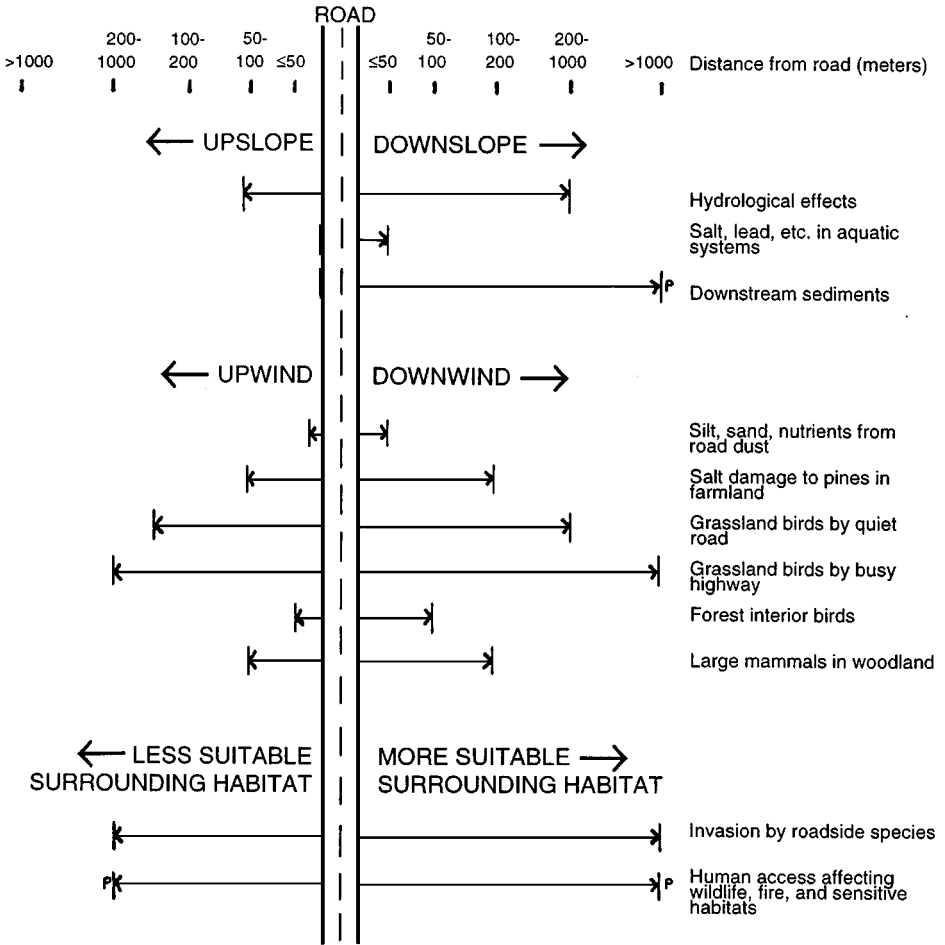 ROAD
200- 100- 50- 50- 100- 200-
>1000 1000 200 100 ≤50 ≤50 100 200 1000 >1000 Distance from road (meters)
UPSLOPE DOWNSLOPE
Hydrological effects
Salt, lead, etc. in aquatic
systems
P
Downstream sediments
UPWIND DOWNWIND
Silt, sand, nutrients from
road dust
Salt damage to pines in
farmland
Grassland birds by quiet
road
Grassland birds by busy
highway
Forest interior birds
Large mammals in woodland
LESS SUITABLE MORE SUITABLE
SURROUNDING HABITAT SURROUNDING HABITAT
Invasion by roadside species
P P Human access affecting
wildlife, fire, and sensitive
habitats